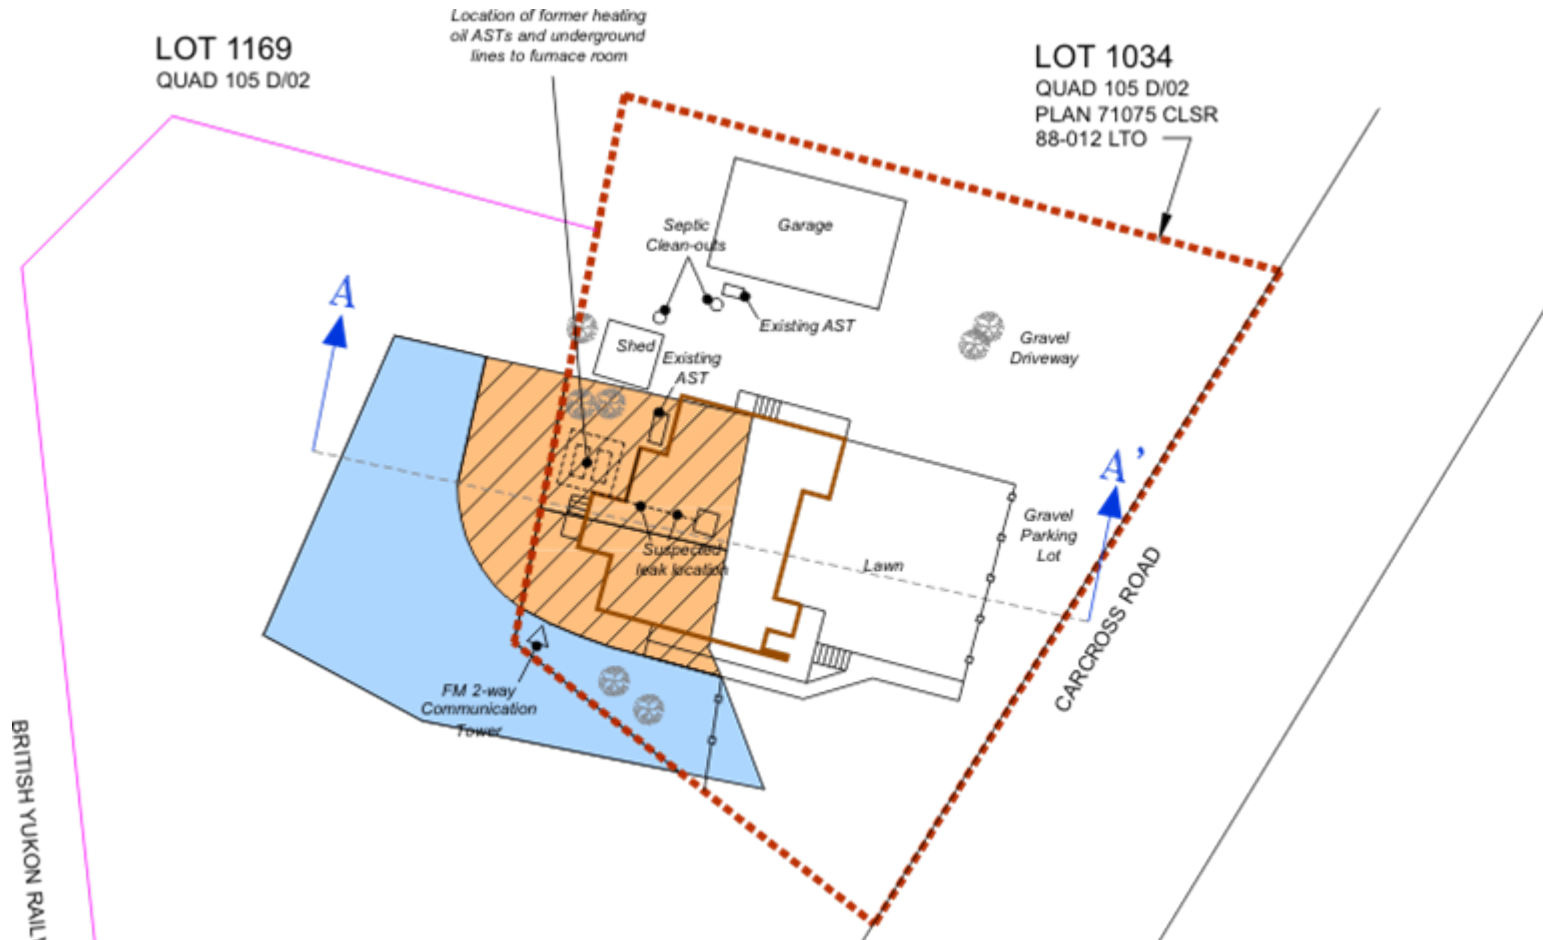 Location of former heating
oil ASTs and underground
lines to furnace room
LOT 1169
QUAD 105 D/02
LOT 1034
QUAD 105 D/02
PLAN 71075 CLSR
88-012 LTO
Septic
Clean-outs
Garage
A
Existing AST
Shed
Existing
AST
Gravel
Driveway
A’
Gravel
Parking
Lot
Suspected
leak location
Lawn
CARCROSS ROAD
FM 2-way
Communication
Tower
BRITISH YUKON